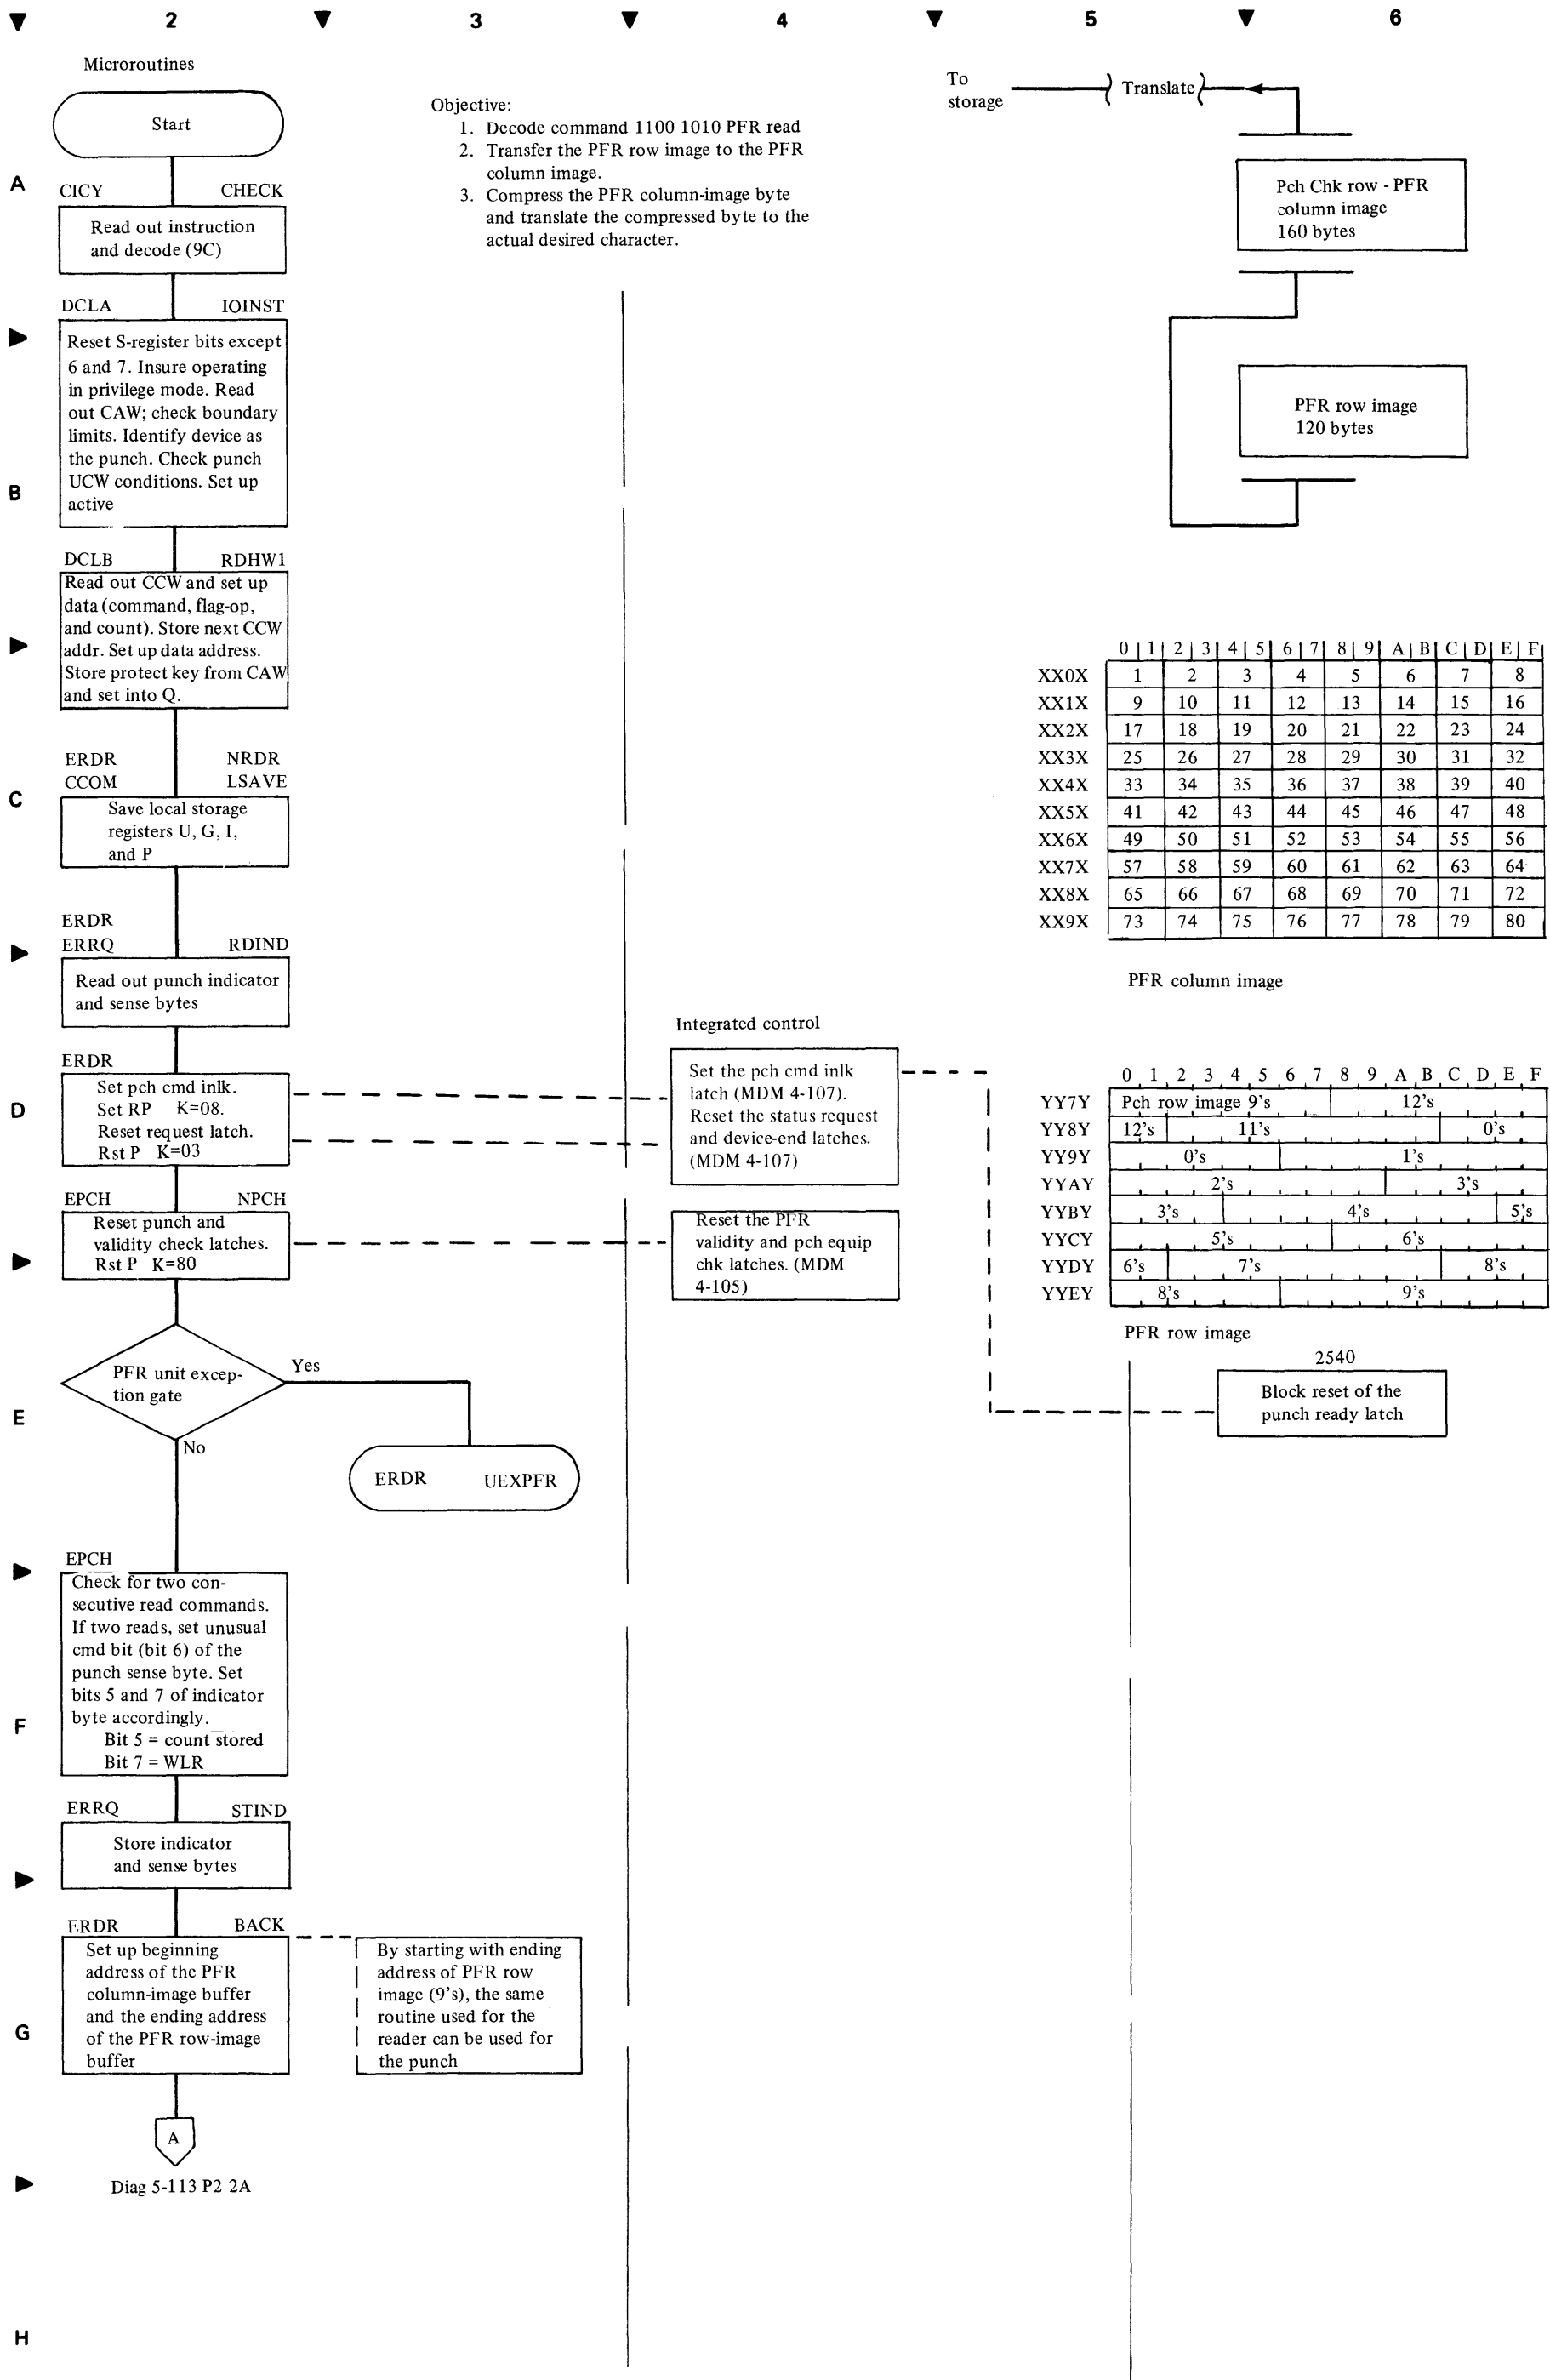 2 3 4 5 6
Microroutines
Start
CICY CHECK
Read out instruction
and decode (9C)
DCLA IOINST
Reset S-register bits except
6 and 7. Insure operating
in privilege mode. Read
out CAW; check boundary
limits. Identify device as
the punch. Check punch
UCW conditions. Set up
active
DCLB RDHW1
Read out CCW and set up
data (command, flag-op,
and count). Store next CCW
addr. Set up data address.
Store protect key from CAW
and set into Q.
ERDR NRDR
CCOM LSAVE
Save local storage
registers U, G, I,
and P
ERDR
ERRQ RDIND
Read out punch indicator
and sense bytes
ERDR
Set pch cmd inlk.
Set RP K=08.
Reset request latch.
Rst P K=03
EPCH NPCH
Reset punch and
validity check latches.
Rst P K=80
PFR unit excep-
tion gate
Yes
No
ERDR UEXPFR
EPCH
Check for two con-
secutive read commands.
If two reads, set unusual
cmd bit (bit 6) of the
punch sense byte. Set
bits 5 and 7 of indicator
byte accordingly.
Bit 5 = count stored
Bit 7 = WLR
ERRQ STIND
Store indicator
and sense bytes
ERDR BACK
Set up beginning
address of the PFR
column-image buffer
and the ending address
of the PFR row-image
buffer
By starting with ending
address of PFR row
image (9's), the same
routine used for the
reader can be used for
the punch
A
Diag 5-113 P2 2A
A
B
C
D
E
F
G
H
Objective:
1. Decode command 1100 1010 PFR read
2. Transfer the PFR row image to the PFR
column image.
3. Compress the PFR column-image byte
and translate the compressed byte to the
actual desired character.
Integrated control
Set the pch cmd inlk
latch (MDM 4-107).
Reset the status request
and device-end latches.
(MDM 4-107)
Reset the PFR
validity and pch equip
chk latches. (MDM
4-105)
To
storage
Translate
Pch Chk row - PFR
column image
160 bytes
PFR row image
120 bytes
0 1 2 3 4 5 6 7 8 9 A B C D E F
XX0X 1 2 3 4 5 6 7 8
XX1X 9 10 11 12 13 14 15 16
XX2X 17 18 19 20 21 22 23 24
XX3X 25 26 27 28 29 30 31 32
XX4X 33 34 35 36 37 38 39 40
XX5X 41 42 43 44 45 46 47 48
XX6X 49 50 51 52 53 54 55 56
XX7X 57 58 59 60 61 62 63 64
XX8X 65 66 67 68 69 70 71 72
XX9X 73 74 75 76 77 78 79 80
PFR column image
0 1 2 3 4 5 6 7 8 9 A B C D E F
YY7Y Pch row image 9's 12's
YY8Y 12's 11's 0's
YY9Y 0's 1's
YYAY 2's 3's
YYBY 3's 4's 5's
YYCY 5's 6's
YYDY 6's 7's 8's
YYEY 8's 9's
PFR row image
2540
Block reset of the
punch ready latch